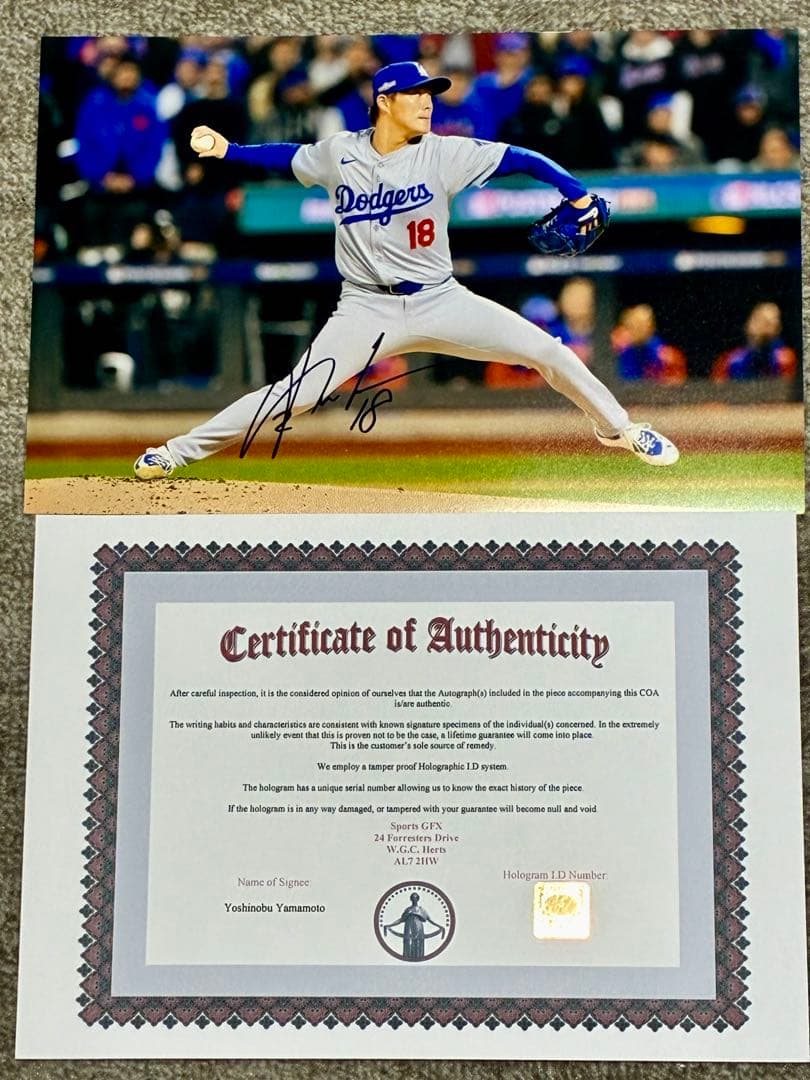 Dodgers
18
18
Certificate of Authenticity
After careful inspection, it is the considered opinion of ourselves that the Autograph(s) included in the piece accompanying this COA
is/are authentic.
The writing habits and characteristics are consistent with known signature specimens of the individual(s) concerned. In the extremely
unlikely event that this is proven not to be the case, a lifetime guarantee will come into place.
This is the customer's sole source of remedy.
We employ a tamper proof Holographic I.D system.
The hologram has a unique serial number allowing us to know the exact history of the piece.
If the hologram is in any way damaged, or tampered with your guarantee will become null and void.
Sports GFX
24 Forresters Drive
W.G.C. Herts
AL7 2HW
Name of Signee:
Hologram I.D Number:
Yoshinobu Yamamoto